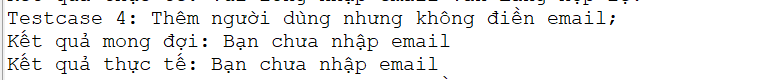 Testcase 4: Thêm người dùng nhưng không điền email;
Kết quả mong đợi: Bạn chưa nhập email
Kết quả thực tế: Bạn chưa nhập email